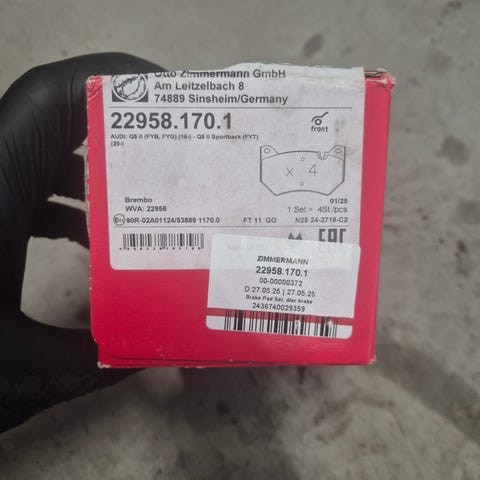 Otto Zimmermann GmbH
Am Leitzelbach 8
74889 Sinsheim/Germany
22958.170.1
front
AUDI: Q5 II (FYB, FYG) (16-) - Q5 II Sportback (FYT)
(20-)
x 4
Brembo
WVA: 22958
01/25
1 Set = 4St./pcs
E11 90R-02A01124/53889 1170.0
FT 11 GG
N25 24-2718-C2
EAC
ZIMMERMANN
22958.170.1
00-00000372
D 27.05.25 | 27.05.25
Brake Pad Set, disc brake
2436740029359